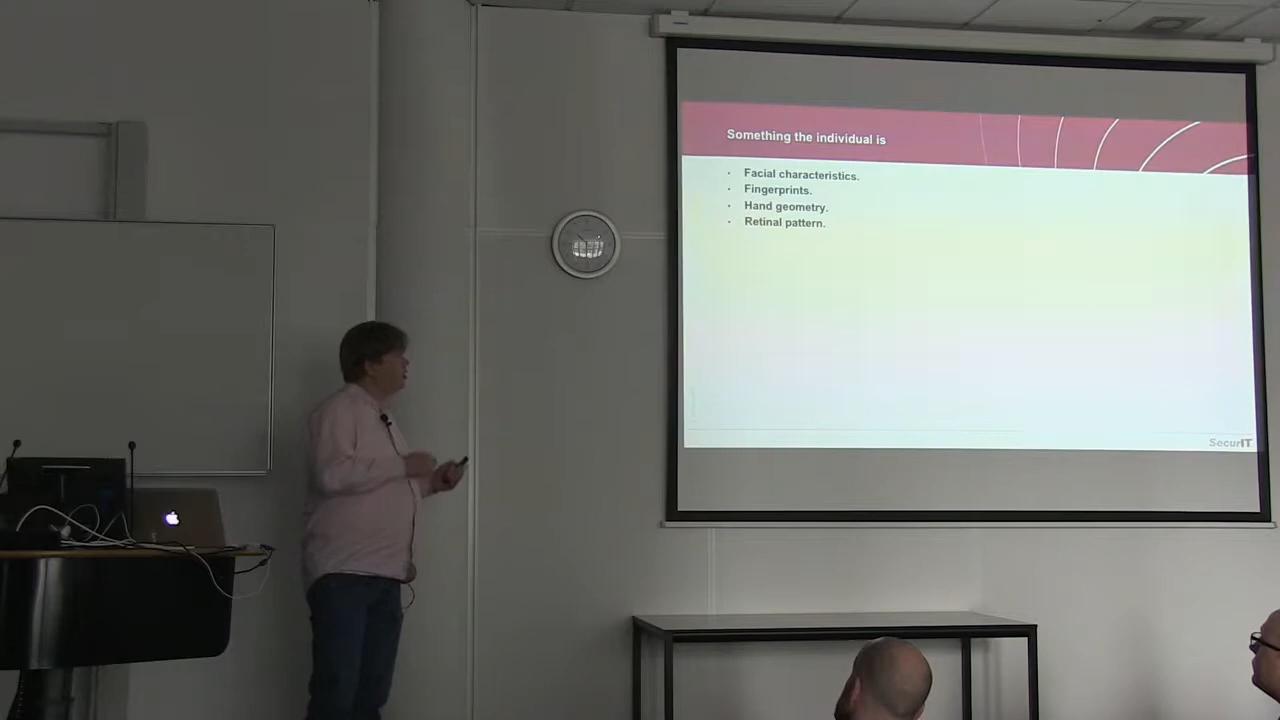 Something the individual is
· Facial characteristics.
· Fingerprints.
· Hand geometry.
· Retinal pattern.
SecurIT